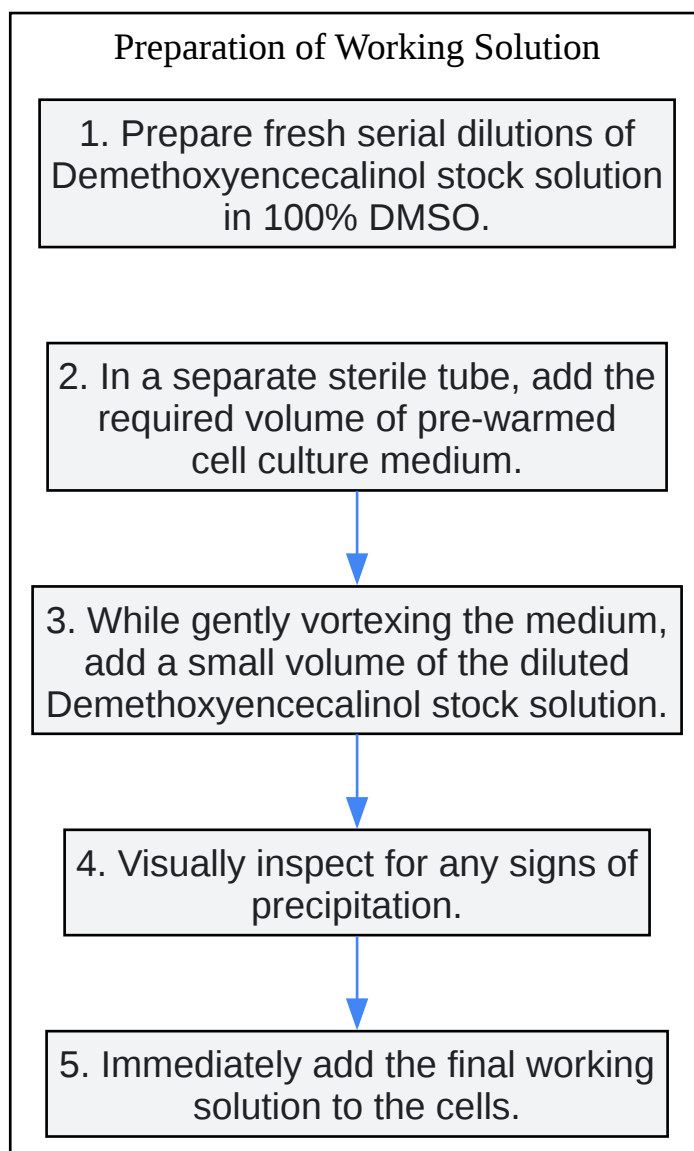 Preparation of Working Solution
1. Prepare fresh serial dilutions of
Demethoxyencecalinol stock solution
in 100% DMSO.
2. In a separate sterile tube, add the
required volume of pre-warmed
cell culture medium.
3. While gently vortexing the medium,
add a small volume of the diluted
Demethoxyencecalinol stock solution.
4. Visually inspect for any signs of
precipitation.
5. Immediately add the final working
solution to the cells.